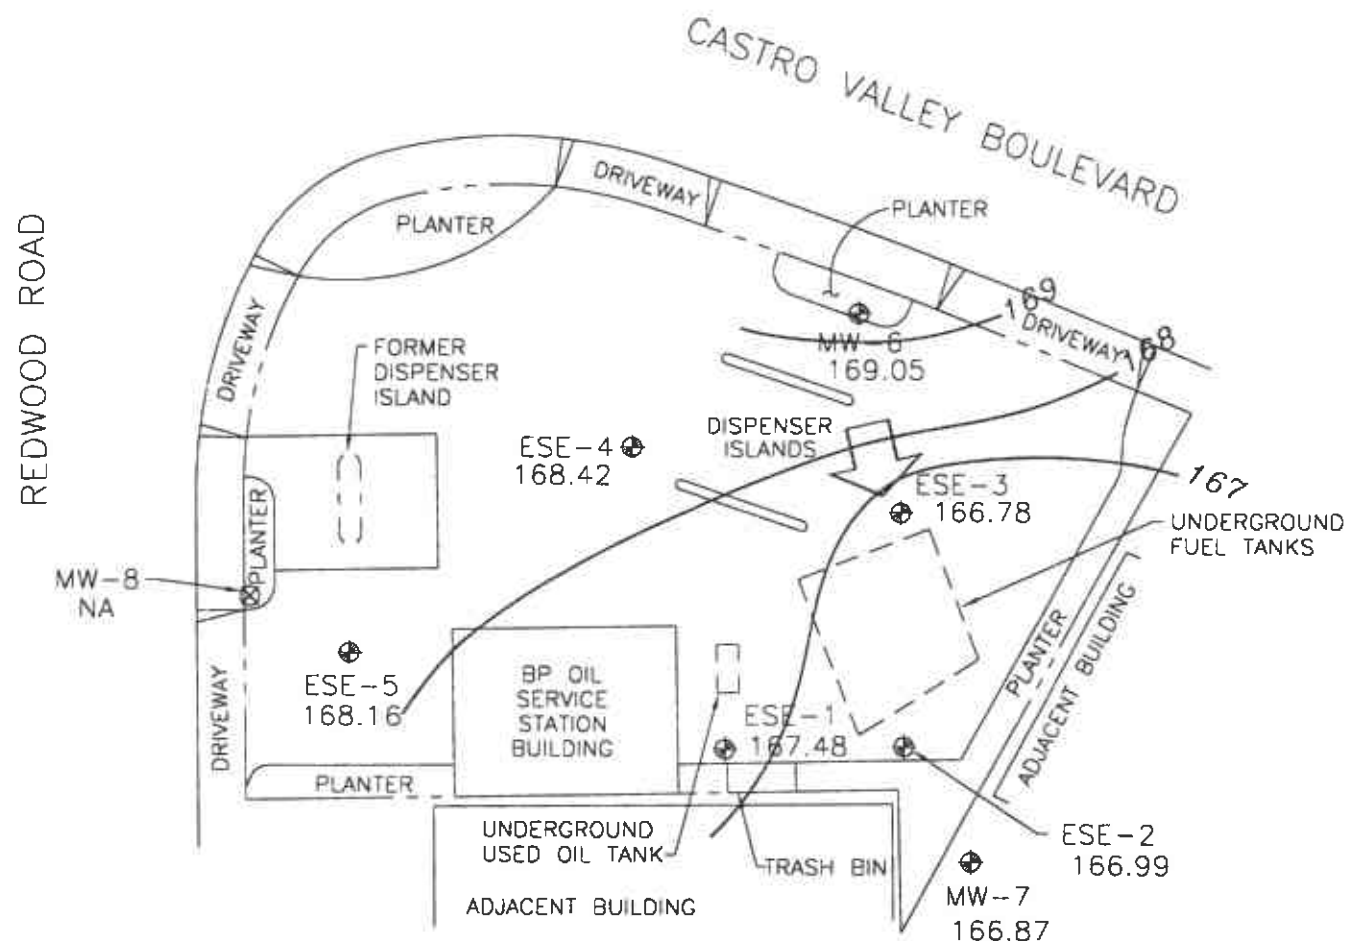 CASTRO VALLEY BOULEVARD
REDWOOD ROAD
DRIVEWAY
PLANTER
PLANTER
DRIVEWAY
169
DRIVEWAY
168
MW-6
169.05
FORMER
DISPENSER
ISLAND
ESE-4
168.42
DISPENSER
ISLANDS
ESE-3
166.78
167
UNDERGROUND
FUEL TANKS
PLANTER
MW-8
NA
ESE-5
168.16
DRIVEWAY
BP OIL
SERVICE
STATION
BUILDING
ESE-1
167.48
PLANTER
ADJACENT BUILDING
PLANTER
UNDERGROUND
USED OIL TANK
TRASH BIN
ESE-2
166.99
ADJACENT BUILDING
MW-7
166.87